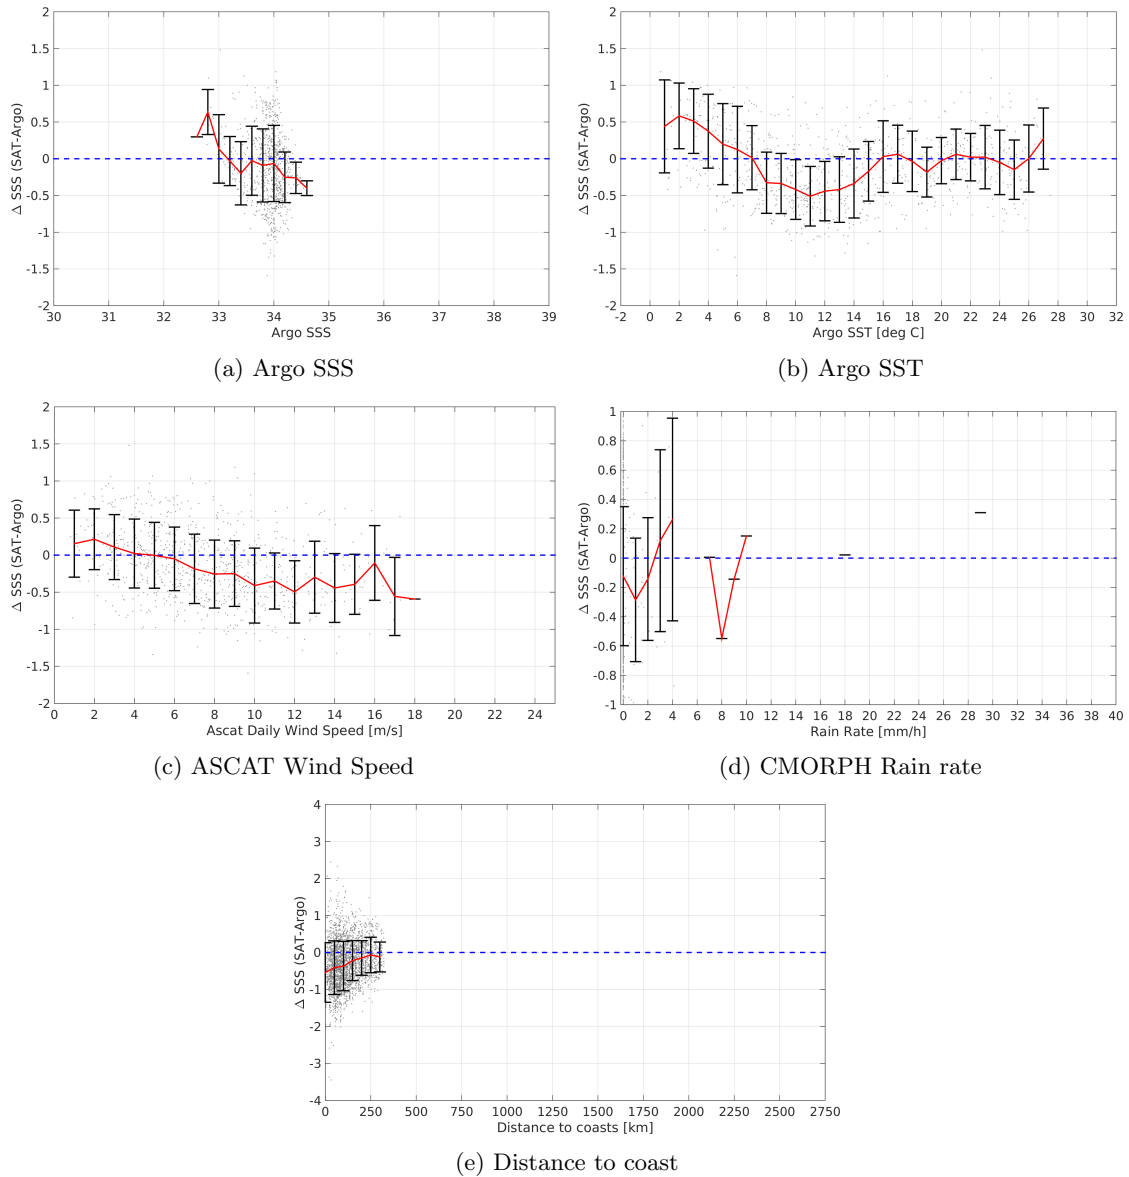 2
1.5
1
0.5
0
-0.5
-1
-1.5
-2
Δ SSS (SAT-Argo)
30 31 32 33 34 35 36 37 38 39
Argo SSS
(a) Argo SSS
2
1.5
1
0.5
0
-0.5
-1
-1.5
-2
Δ SSS (SAT-Argo)
-2 0 2 4 6 8 10 12 14 16 18 20 22 24 26 28 30 32
Argo SST [deg C]
(b) Argo SST
2
1.5
1
0.5
0
-0.5
-1
-1.5
-2
Δ SSS (SAT-Argo)
0 2 4 6 8 10 12 14 16 18 20 22 24
Ascat Daily Wind Speed [m/s]
(c) ASCAT Wind Speed
1
0.8
0.6
0.4
0.2
0
-0.2
-0.4
-0.6
-0.8
-1
Δ SSS (SAT-Argo)
0 2 4 6 8 10 12 14 16 18 20 22 24 26 28 30 32 34 36 40
Rain Rate [mm/h]
(d) CMORPH Rain rate
4
3
2
1
0
-1
-2
-3
-4
Δ SSS (SAT-Argo)
0 250 500 750 1000 1250 1500 1750 2000 2250 2500 2750
Distance to coasts [km]
(e) Distance to coast